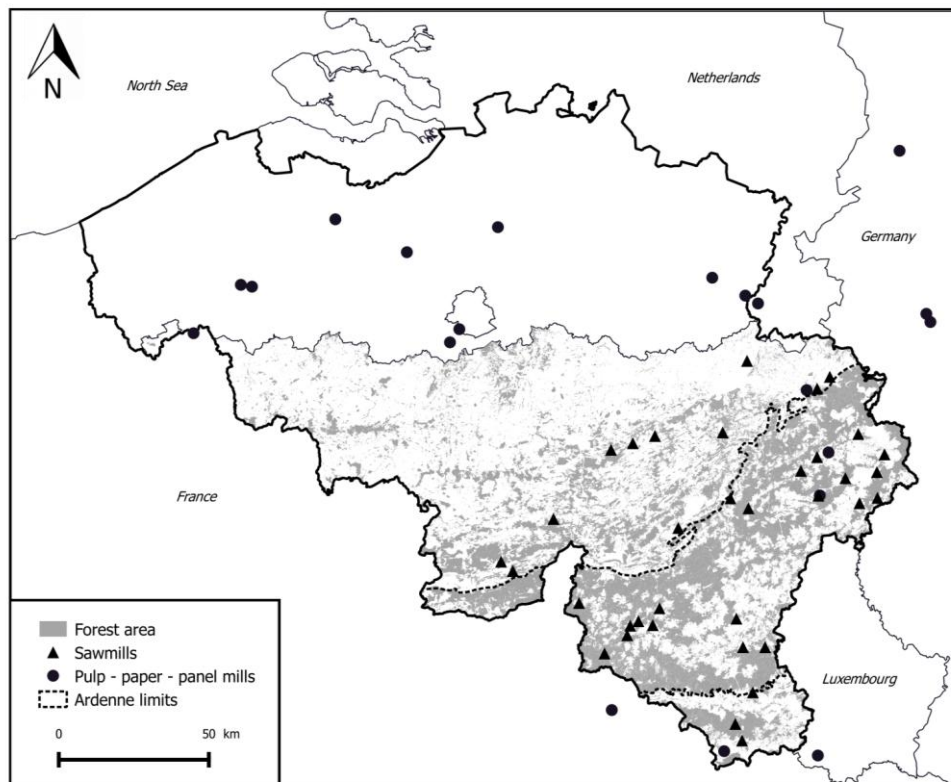 North Sea
Netherlands
N
Germany
France
Luxembourg
Forest area
Sawmills
Pulp - paper - panel mills
Ardenne limits
0 50 km